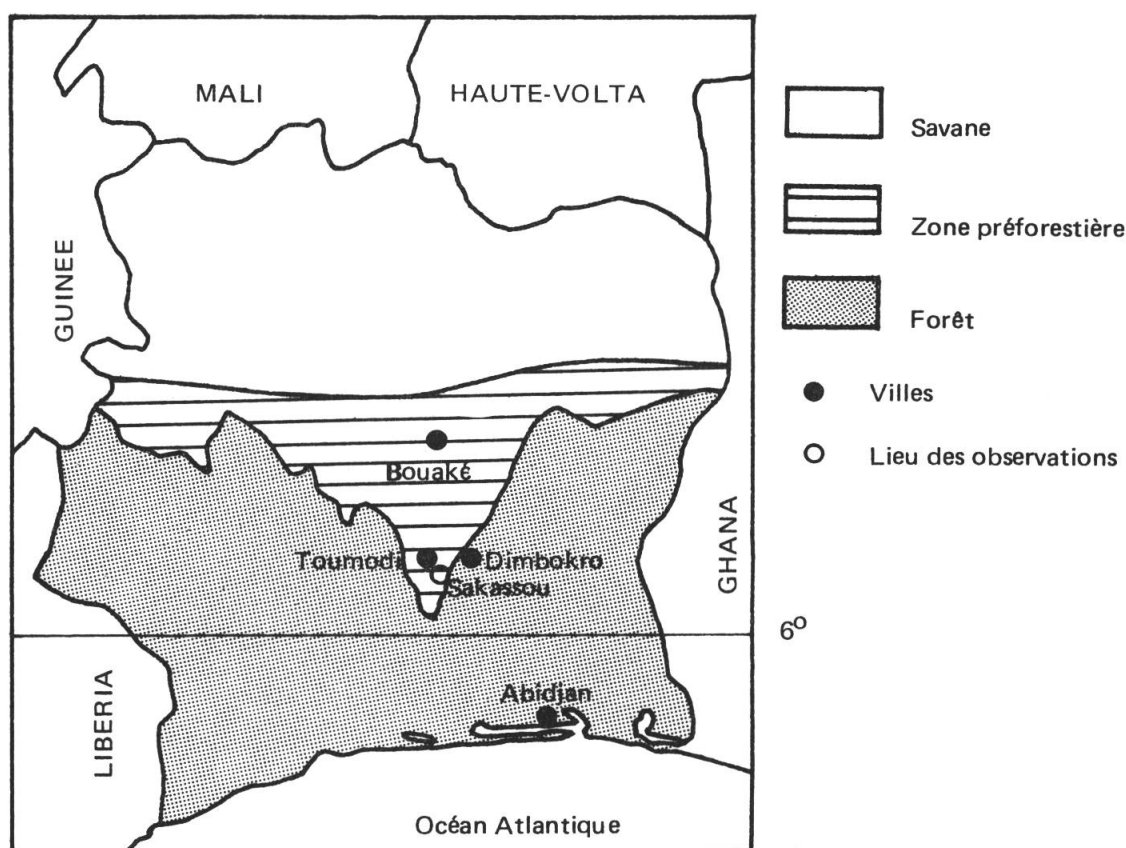 MALI
HAUTE-VOLTA
GUINEE
Bouaké
Toumodi
Dimbokro
Sakassou
GHANA
6º
Abidjan
LIBERIA
Océan Atlantique
Savane
Zone préforestière
Forêt
Villes
Lieu des observations